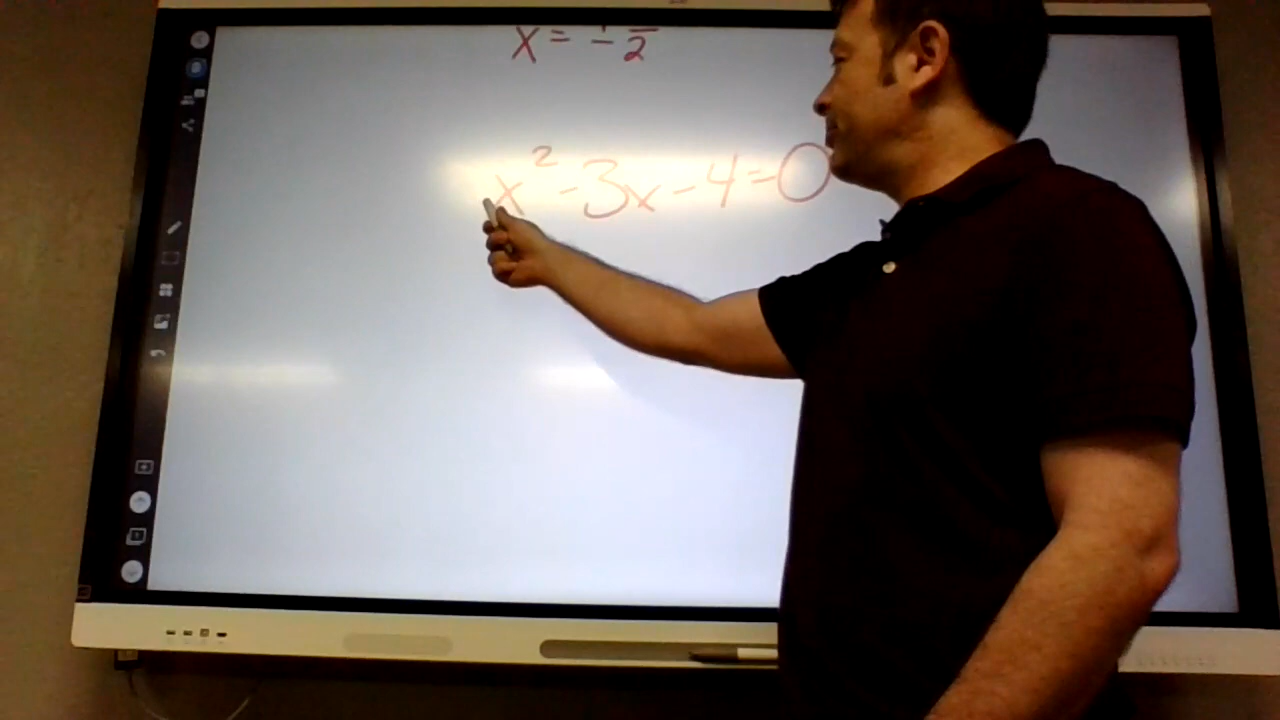 x² - 3x - 4 = 0